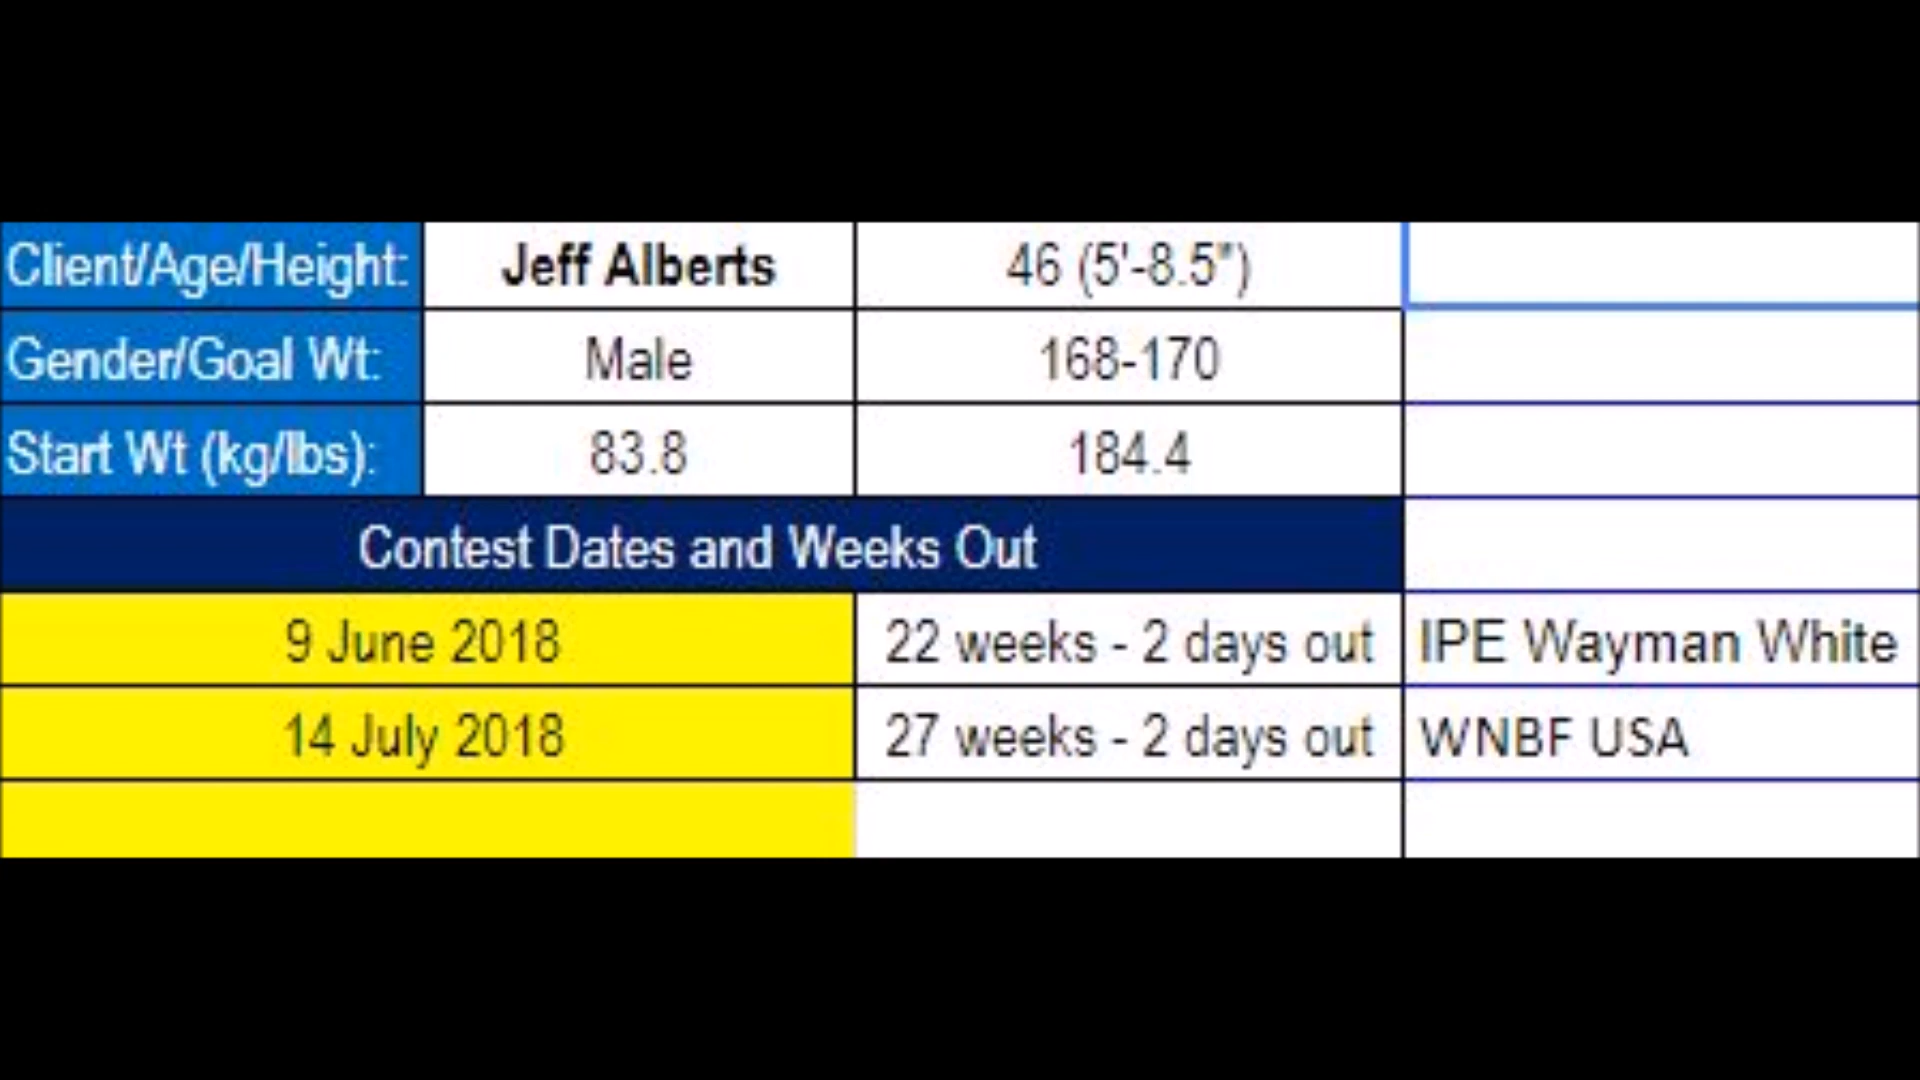 Client/Age/Height: Jeff Alberts 46 (5'-8.5")
Gender/Goal Wt: Male 168-170
Start Wt (kg/lbs): 83.8 184.4
Contest Dates and Weeks Out
9 June 2018 22 weeks - 2 days out IPE Wayman White
14 July 2018 27 weeks - 2 days out WNBF USA